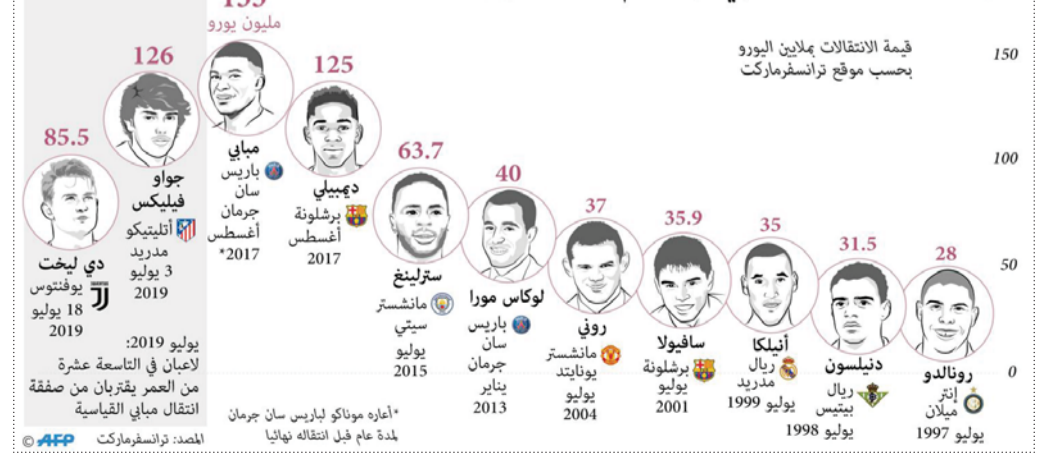 مليون يورو
قيمة الانتقالات بملايين اليورو
بحسب موقع ترانسفرماركت
150
100
50
0
28
رونالدو
إنتر
ميلان
يوليو 1997
31.5
دنيلسون
ريال
بيتيس
يوليو 1998
35
أنيلكا
ريال
مدريد
يوليو 1999
35.9
سافيولا
برشلونة
يوليو
2001
37
روني
مانشستر
يونايتد
يوليو
2004
40
لوكاس مورا
باريس
سان
جرمان
يناير
2013
63.7
سترلينغ
مانشستر
سيتي
يوليو
2015
125
ديمبيلي
برشلونة
أغسطس
2017
مبابي
باريس
سان
جرمان
أغسطس
2017*
126
جواو
فيليكس
أتليتيكو
مدريد
3 يوليو
2019
85.5
دي ليخت
يوفنتوس
18 يوليو
2019
يوليو 2019:
لاعبان في التاسعة عشرة
من العمر يقتربان من صفقة
انتقال مبابي القياسية
*أعاره موناكو لباريس سان جرمان
لمدة عام قبل انتقاله نهائيا
المصد: ترانسفرماركت
© AFP